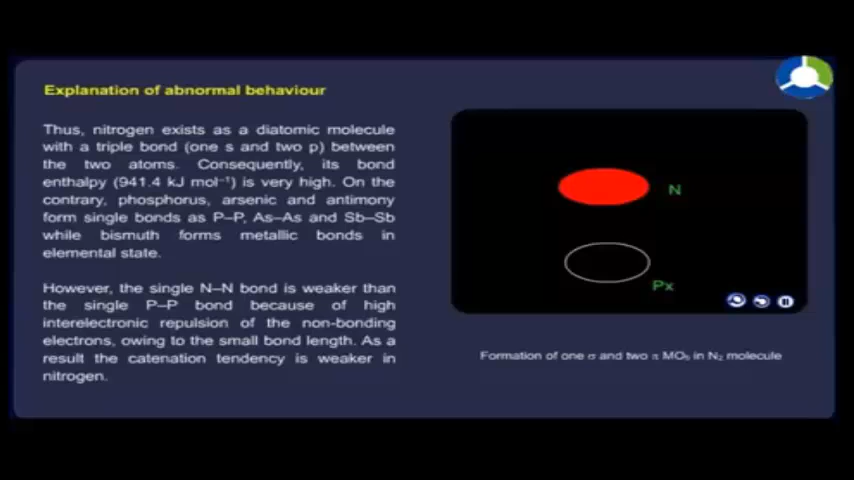 Explanation of abnormal behaviour
Thus, nitrogen exists as a diatomic molecule
with a triple bond (one s and two p) between
the two atoms. Consequently, its bond
enthalpy (941.4 kJ mol⁻¹) is very high. On the
contrary, phosphorus, arsenic and antimony
form single bonds as P–P, As–As and Sb–Sb
while bismuth forms metallic bonds in
elemental state.
However, the single N–N bond is weaker than
the single P–P bond because of high
interelectronic repulsion of the non-bonding
electrons, owing to the small bond length. As a
result the catenation tendency is weaker in
nitrogen.
N
Px
Formation of one σ and two π MOₛ in N₂ molecule